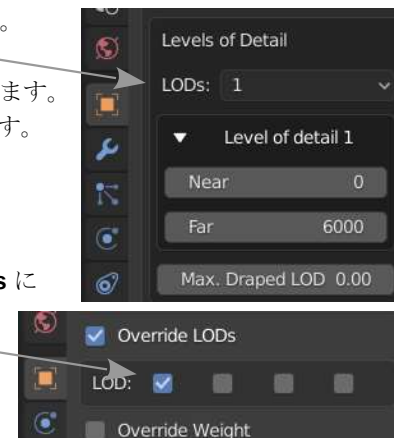 。
Levels of Detail
LODs: 1
ます。
す。
Level of detail 1
Near 0
Far 6000
Max. Draped LOD 0.00
s に
Override LODs
LOD:
Override Weight